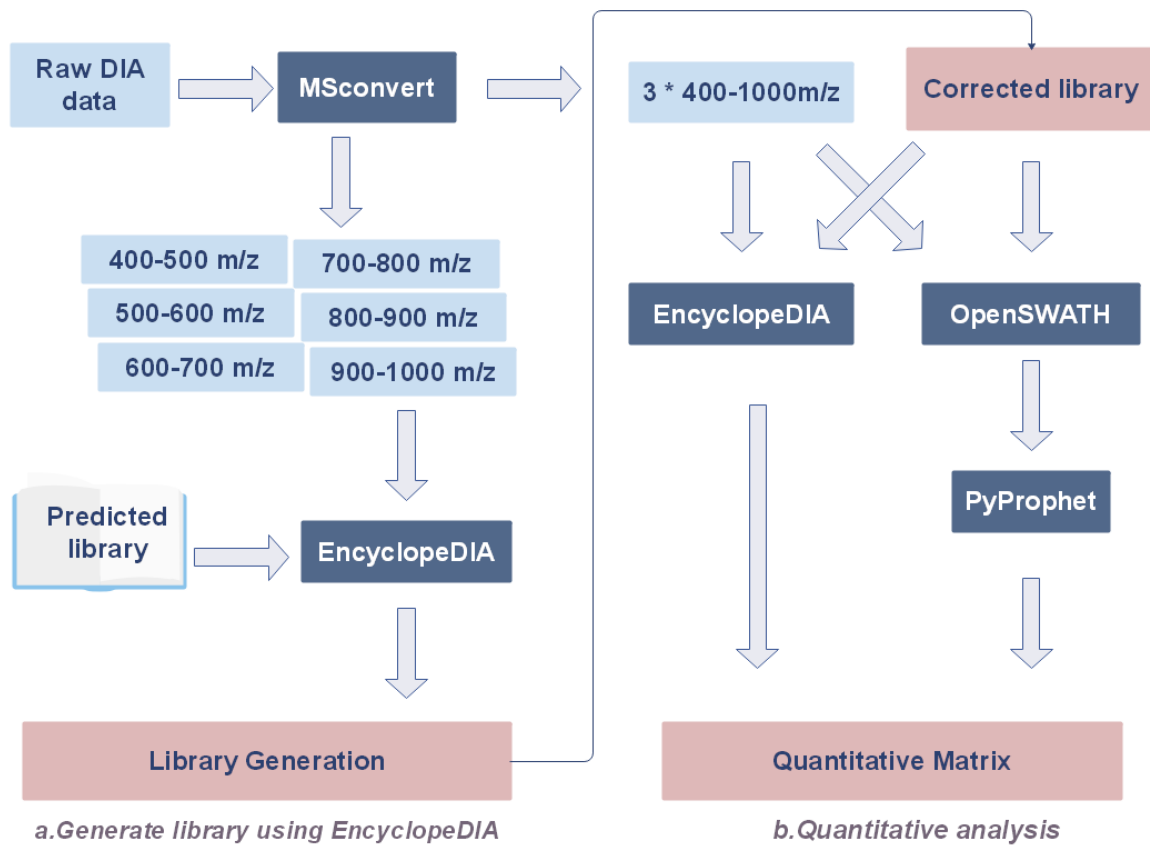 Raw DIA
data
MSconvert
400-500 m/z
700-800 m/z
500-600 m/z
800-900 m/z
600-700 m/z
900-1000 m/z
Predicted
library
EncyclopeDIA
Library Generation
a.Generate library using EncyclopeDIA
3 * 400-1000m/z
Corrected library
EncyclopeDIA
OpenSWATH
PyProphet
Quantitative Matrix
b.Quantitative analysis